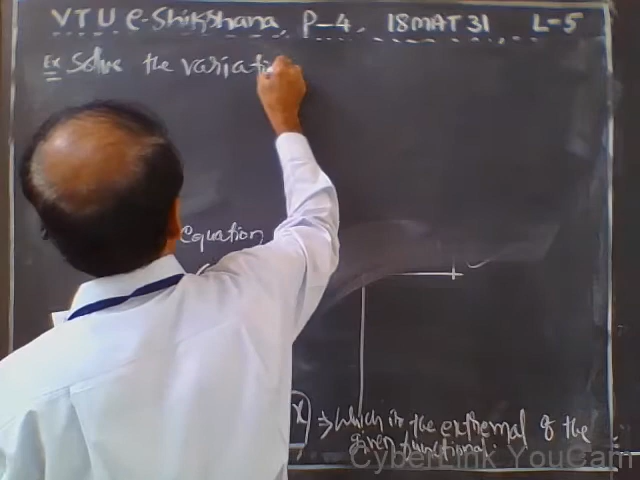 VTU e-Shikshana, P-4, 18MAT31 L-5
Ex Solve the variati
Equation
x ⇒ Which is the extremal of the
given functional.
CyberLink YouCam